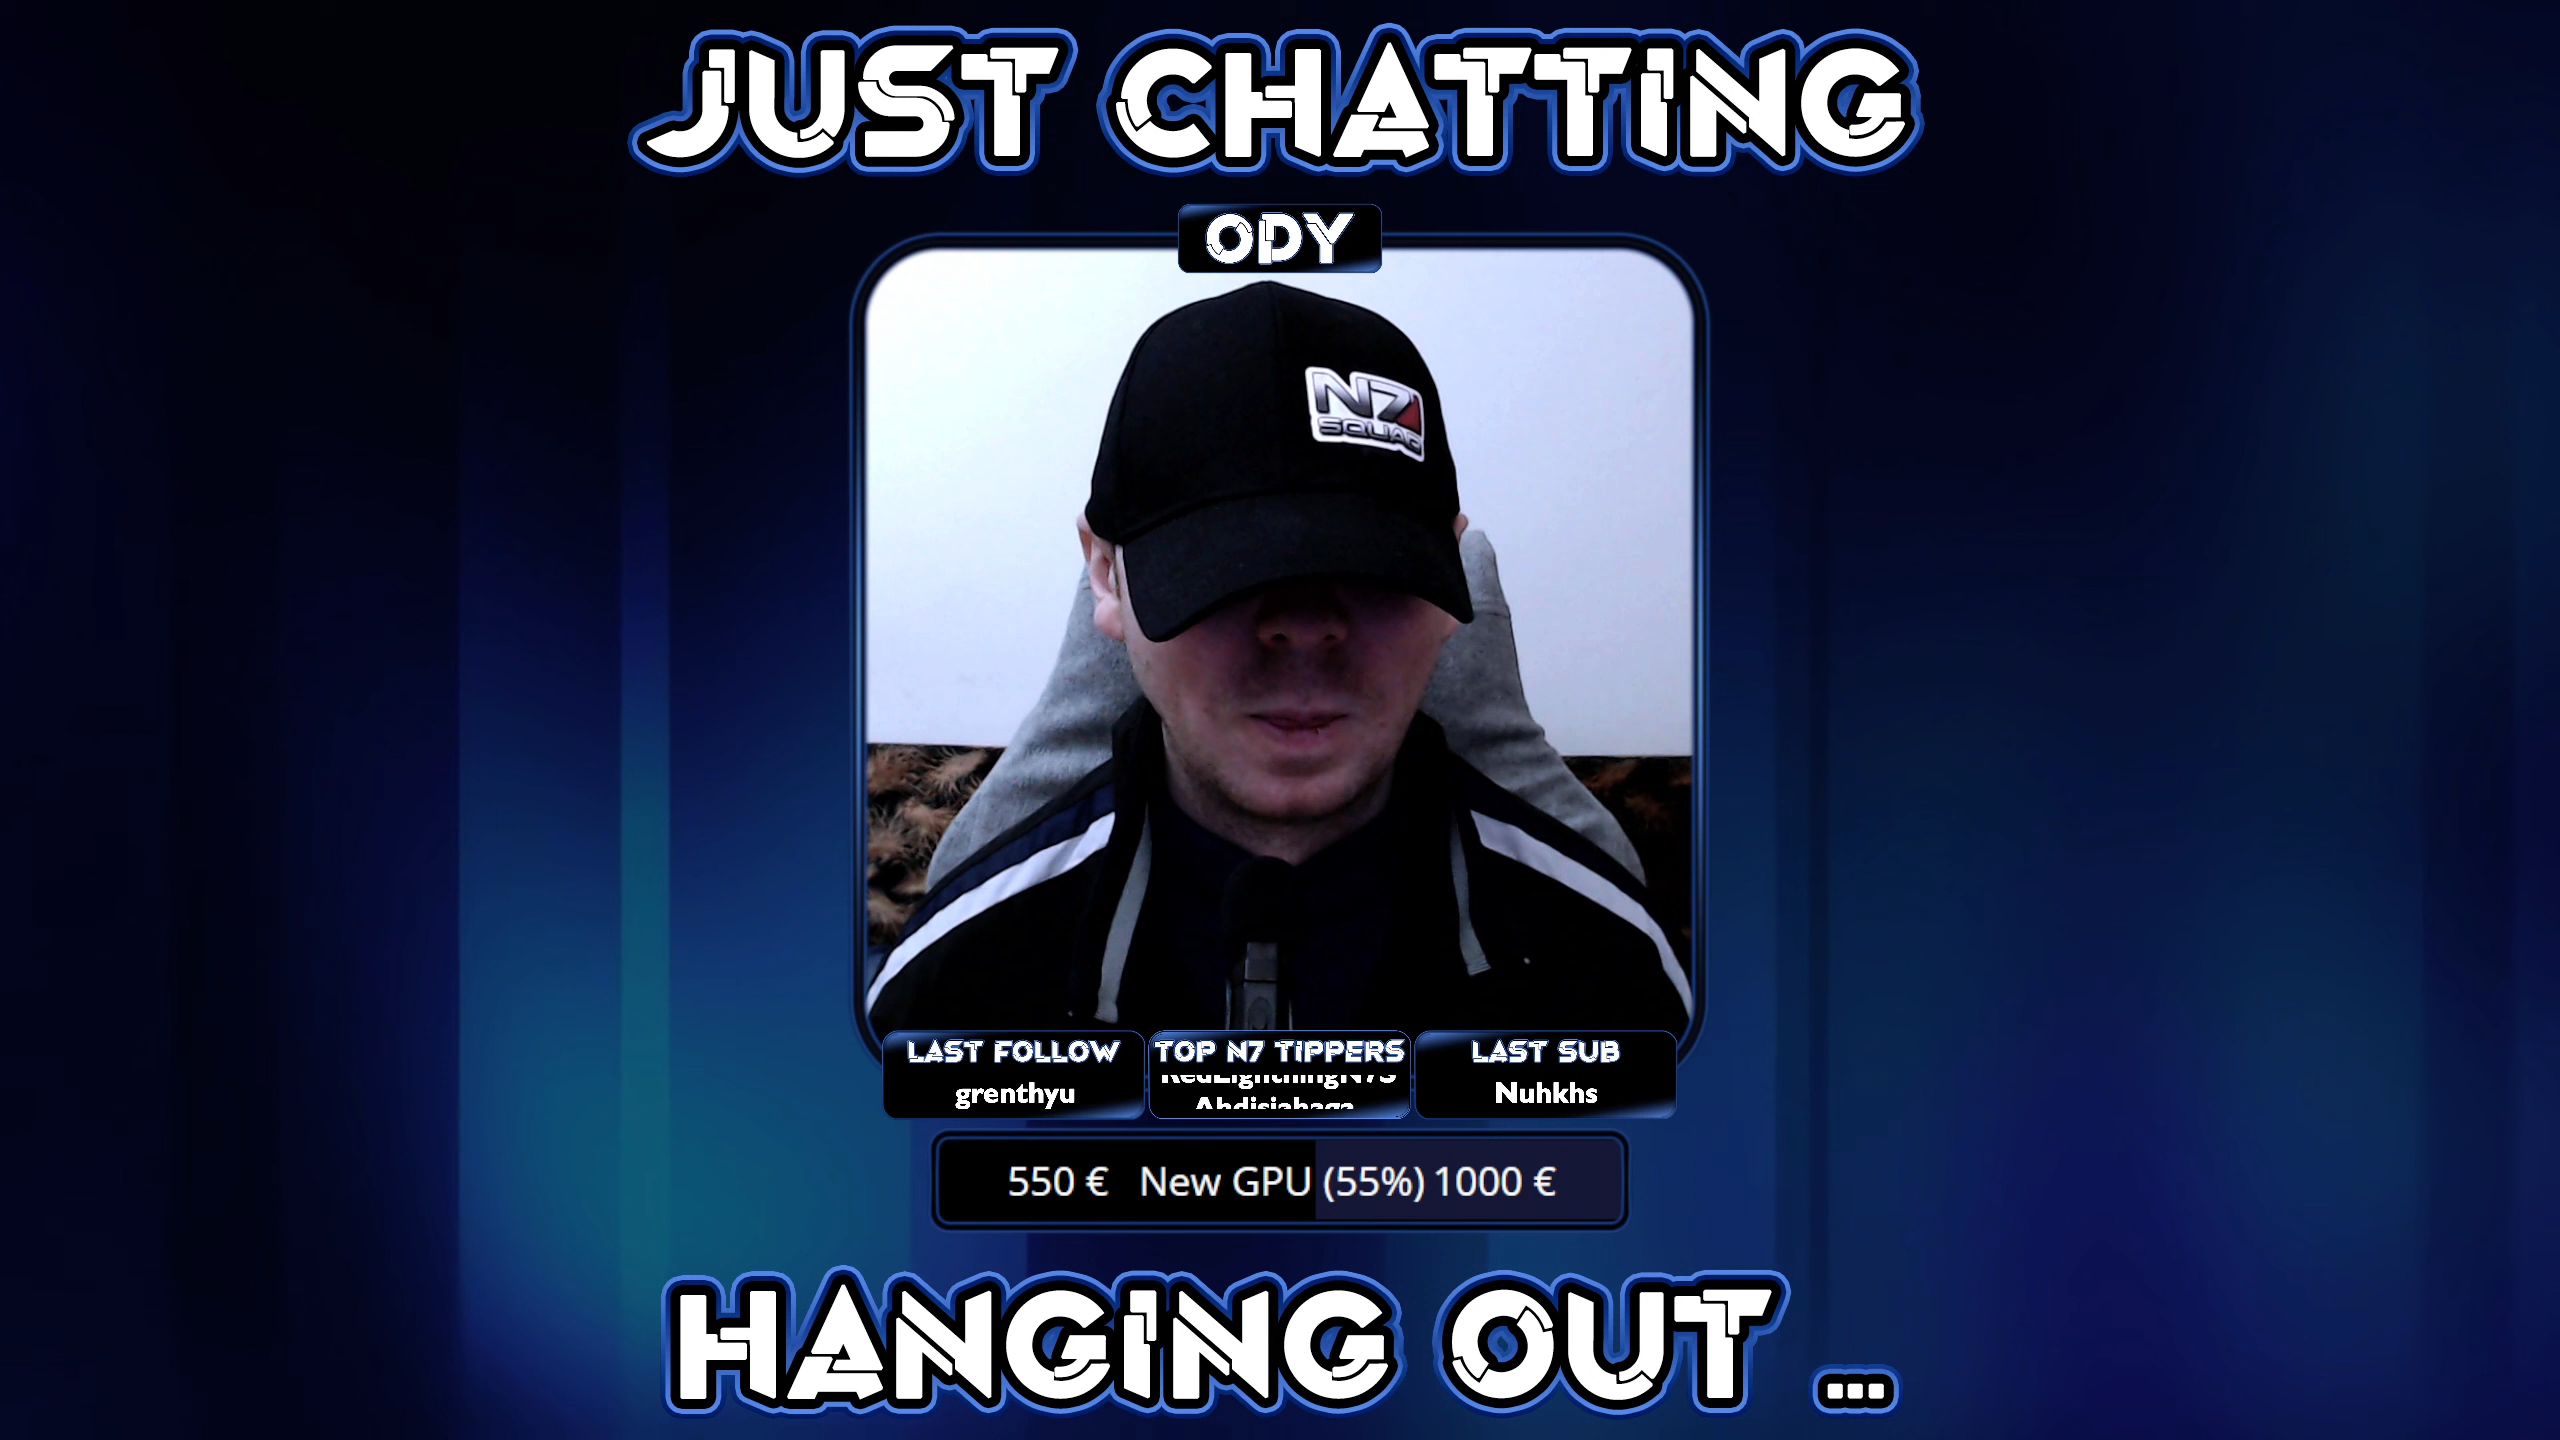 JUST CHATTING
ODY
N7
SQUAD
LAST FOLLOW
grenthyu
TOP N7 TIPPERS
LAST SUB
Nuhkhs
550 € New GPU (55%) 1000 €
HANGING OUT ...